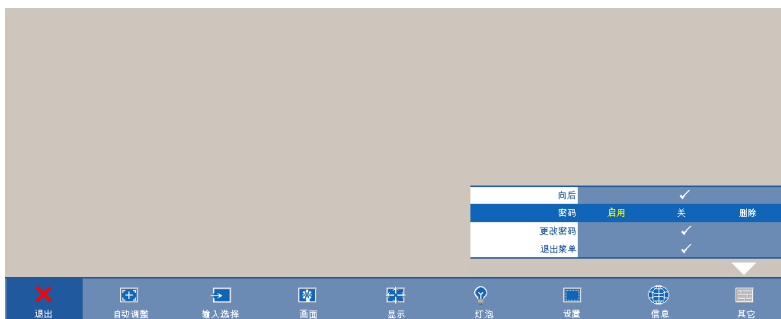 向后
密码 启用 关 删除
更改密码
退出菜单
退出 自动调整 输入选择 画面 显示 灯泡 设置 信息 其它